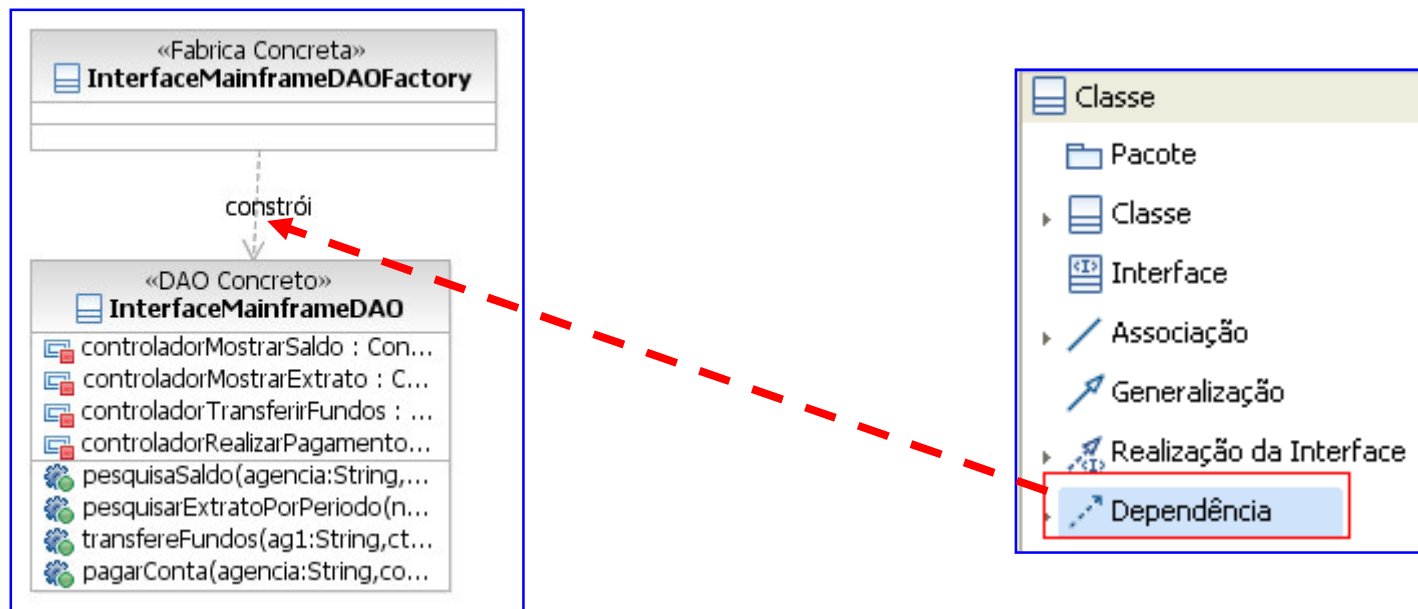 «Fabrica Concreta»
InterfaceMainframeDAOFactory
constrói
«DAO Concreto»
InterfaceMainframeDAO
controladorMostrarSaldo : Con...
controladorMostrarExtrato : C...
controladorTransferirFundos : ...
controladorRealizarPagamento...
pesquisaSaldo(agencia:String,...
pesquisarExtratoPorPeriodo(n...
transfereFundos(ag1:String,ct...
pagarConta(agencia:String,co...
Classe
Pacote
Classe
Interface
Associação
Generalização
Realização da Interface
Dependência